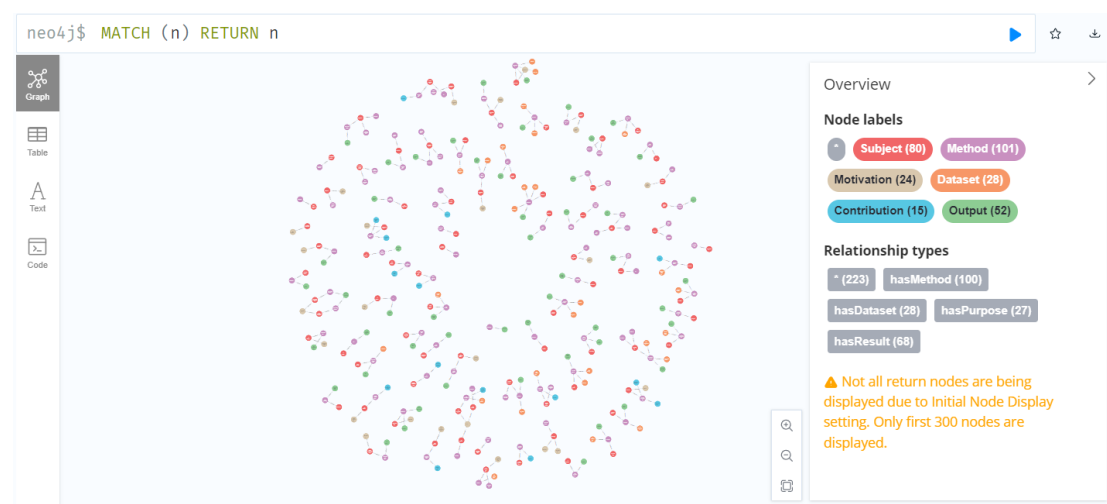 neo4j$ MATCH (n) RETURN n
Graph
Table
Text
Code
Overview
Node labels
* Subject (80) Method (101)
Motivation (24) Dataset (28)
Contribution (15) Output (52)
Relationship types
* (223) hasMethod (100)
hasDataset (28) hasPurpose (27)
hasResult (68)
Not all return nodes are being
displayed due to Initial Node Display
setting. Only first 300 nodes are
displayed.